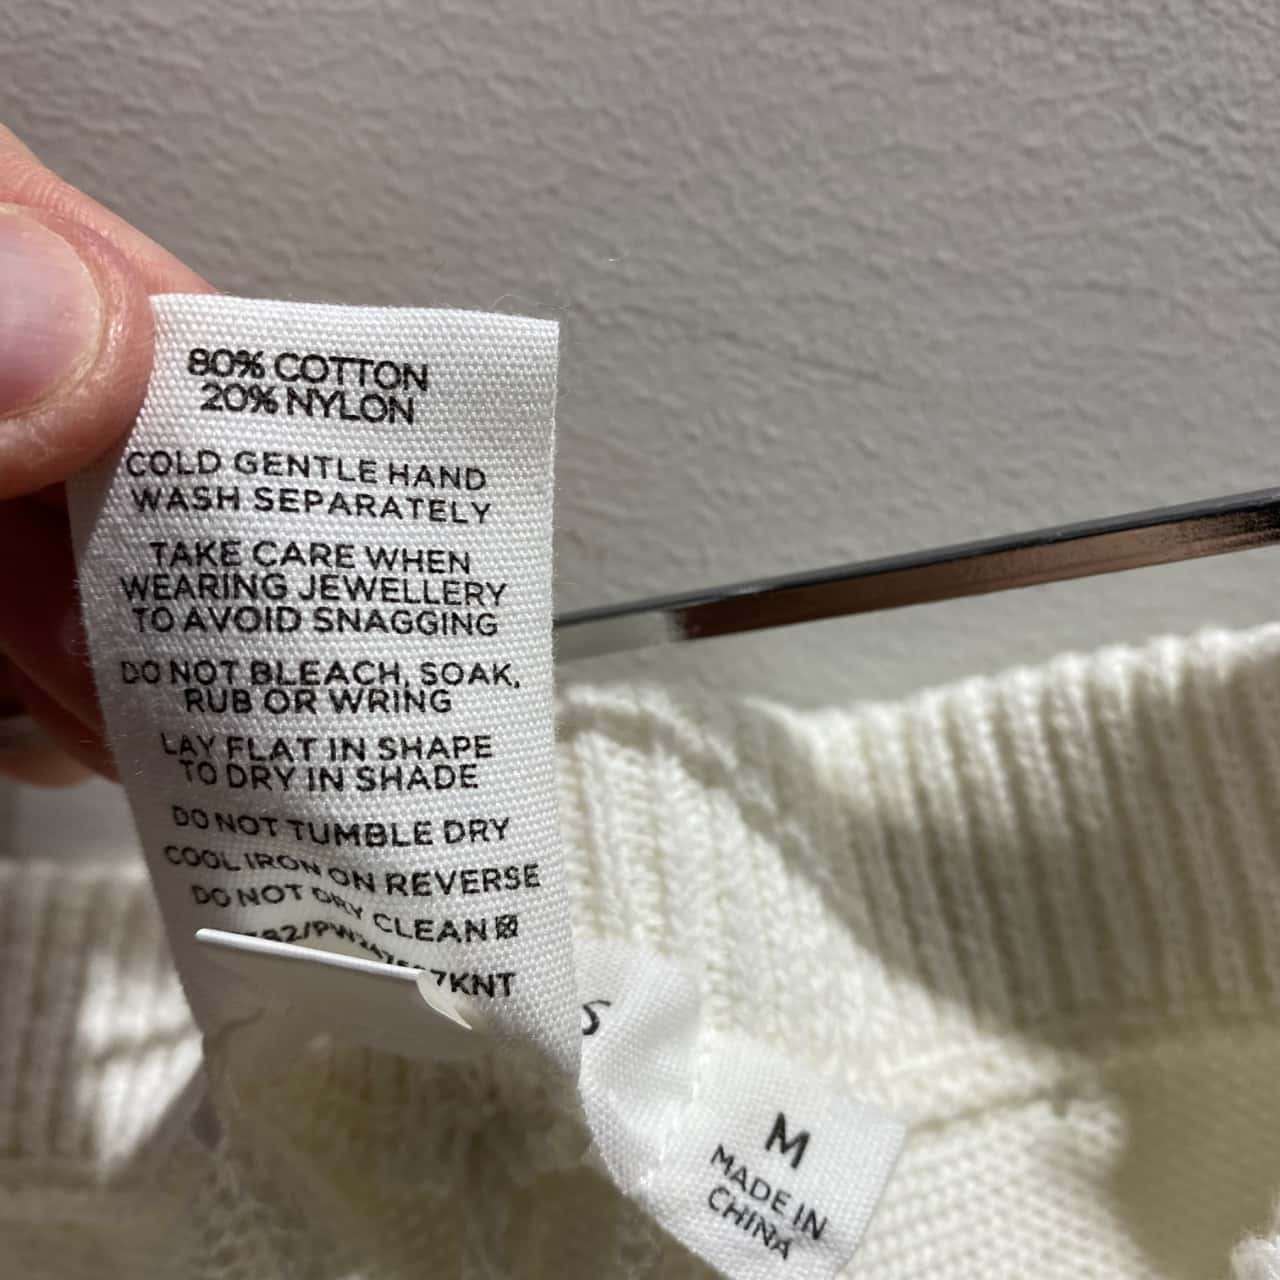 80% COTTON
20% NYLON
COLD GENTLE HAND
WASH SEPARATELY
TAKE CARE WHEN
WEARING JEWELLERY
TO AVOID SNAGGING
DO NOT BLEACH, SOAK,
RUB OR WRING
LAY FLAT IN SHAPE
TO DRY IN SHADE
DO NOT TUMBLE DRY
COOL IRON ON REVERSE
DO NOT DRY CLEAN
M
MADE IN
CHINA